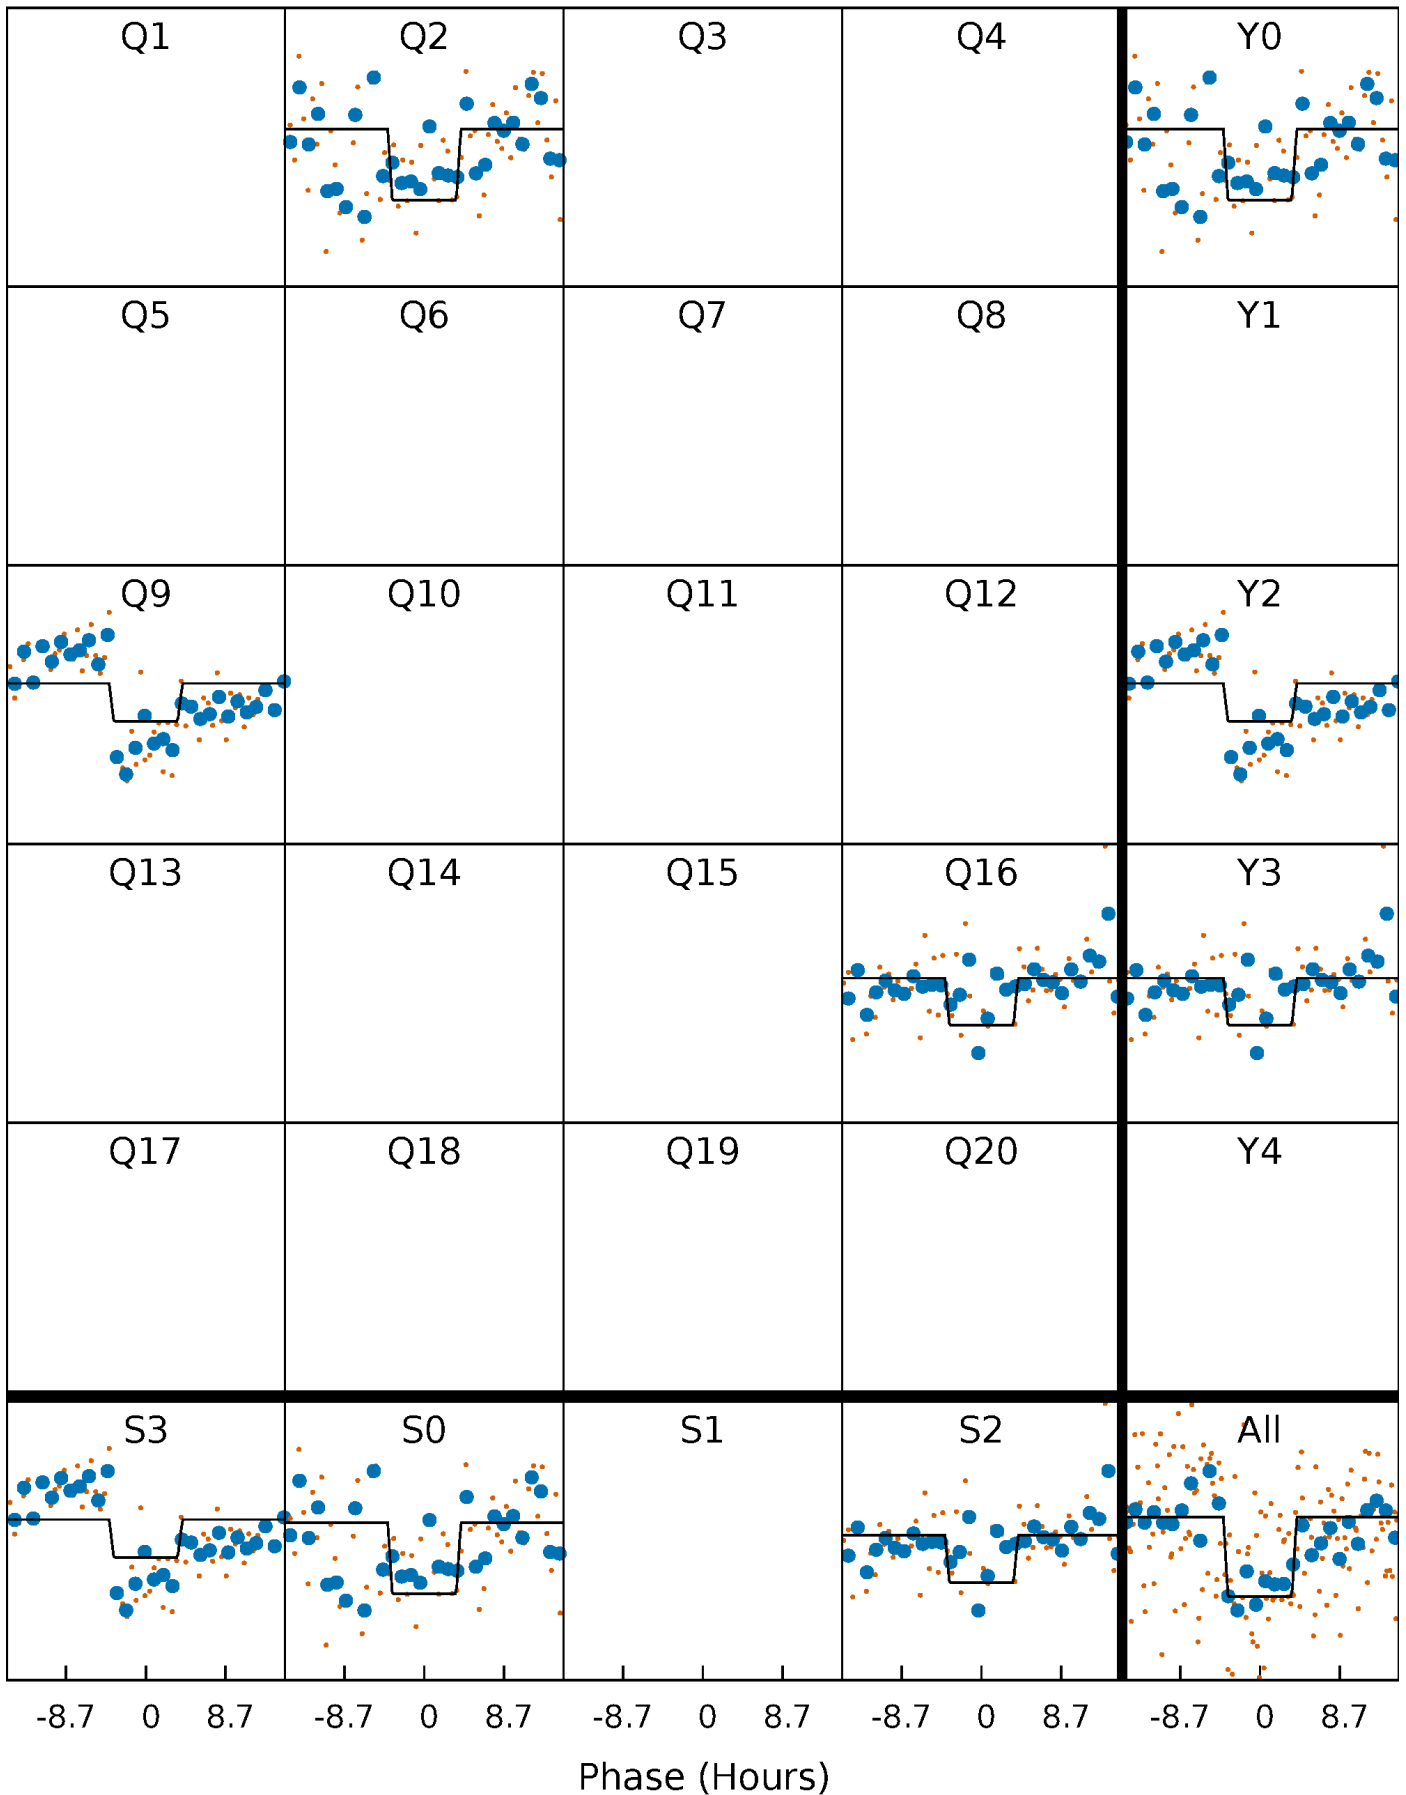 Q1 Q2 Q3 Q4 Y0
Q5 Q6 Q7 Q8 Y1
Q9 Q10 Q11 Q12 Y2
Q13 Q14 Q15 Q16 Y3
Q17 Q18 Q19 Q20 Y4
S3 S0 S1 S2 All
-8.7 0 8.7 -8.7 0 8.7 -8.7 0 8.7 -8.7 0 8.7 -8.7 0 8.7
Phase (Hours)